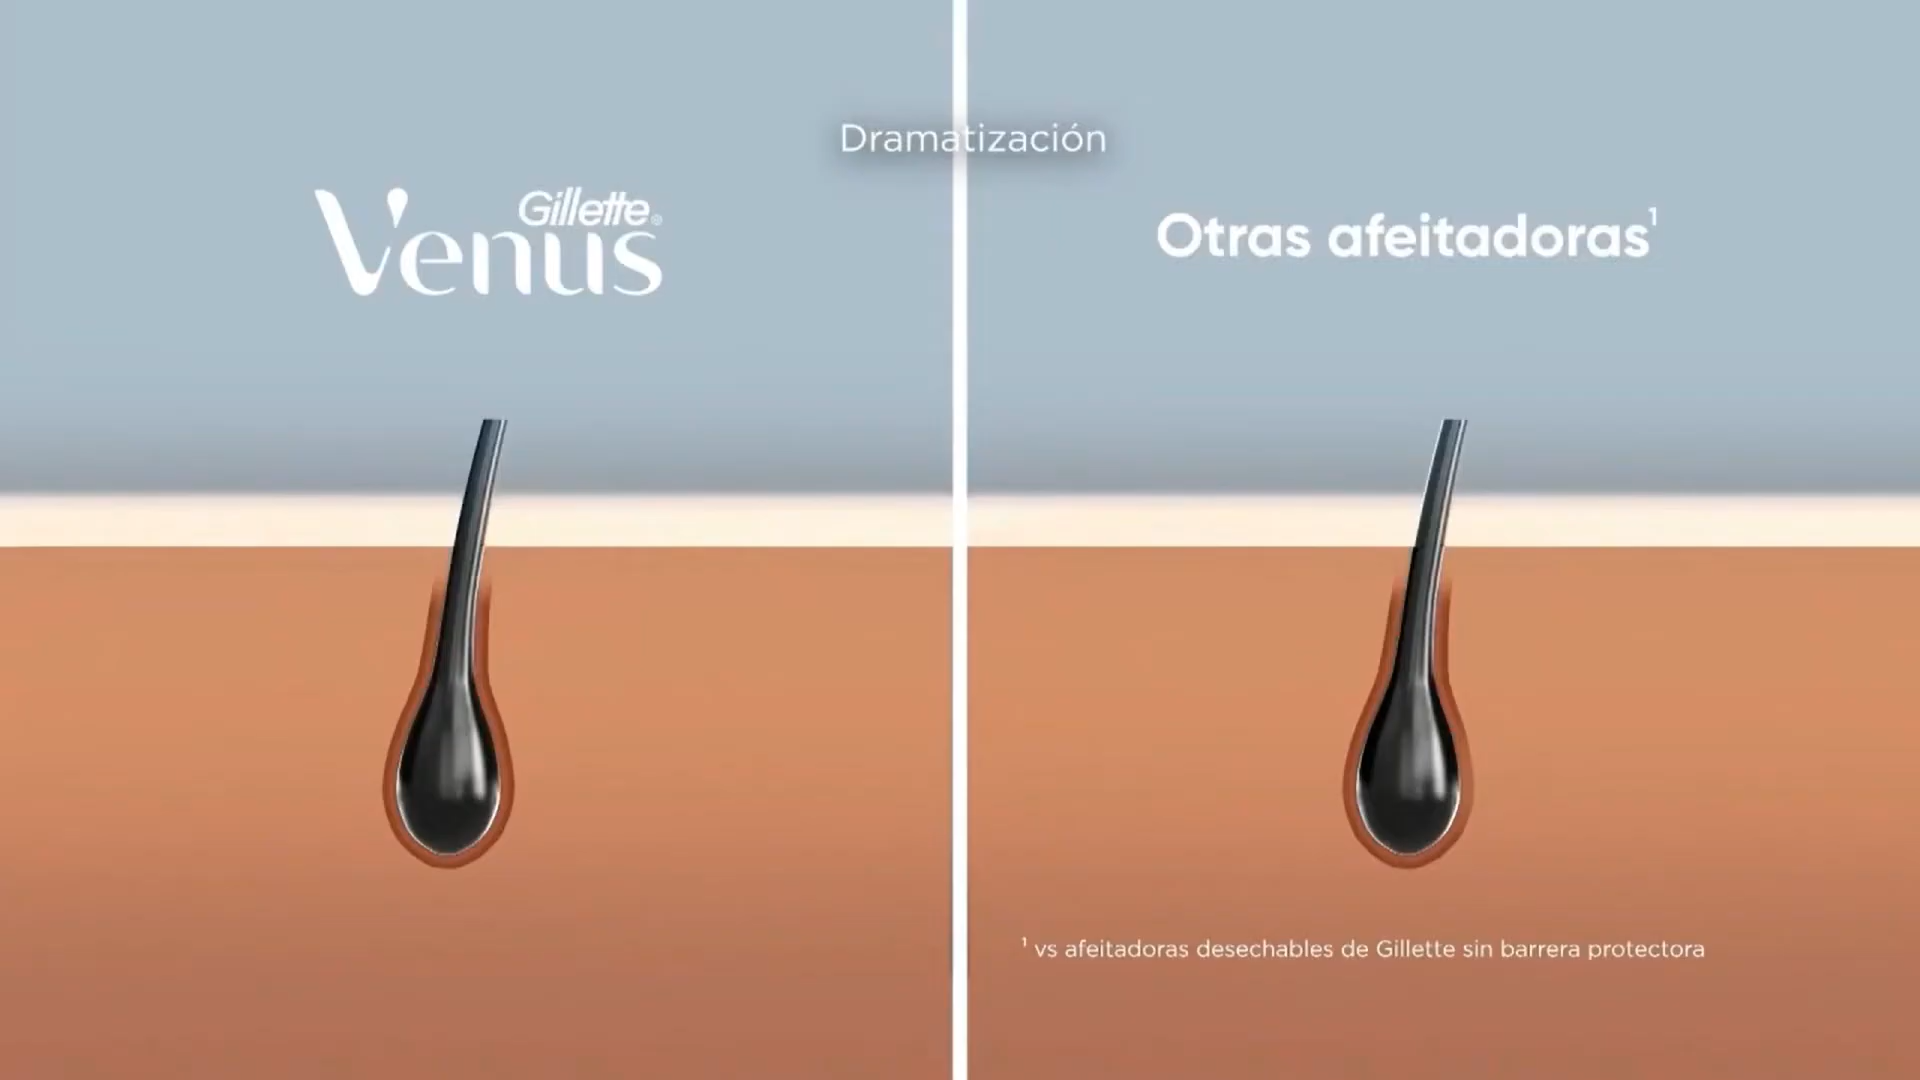 Dramatización
Gillette®
Venus
Otras afeitadoras¹
¹ vs afeitadoras desechables de Gillette sin barrera protectora